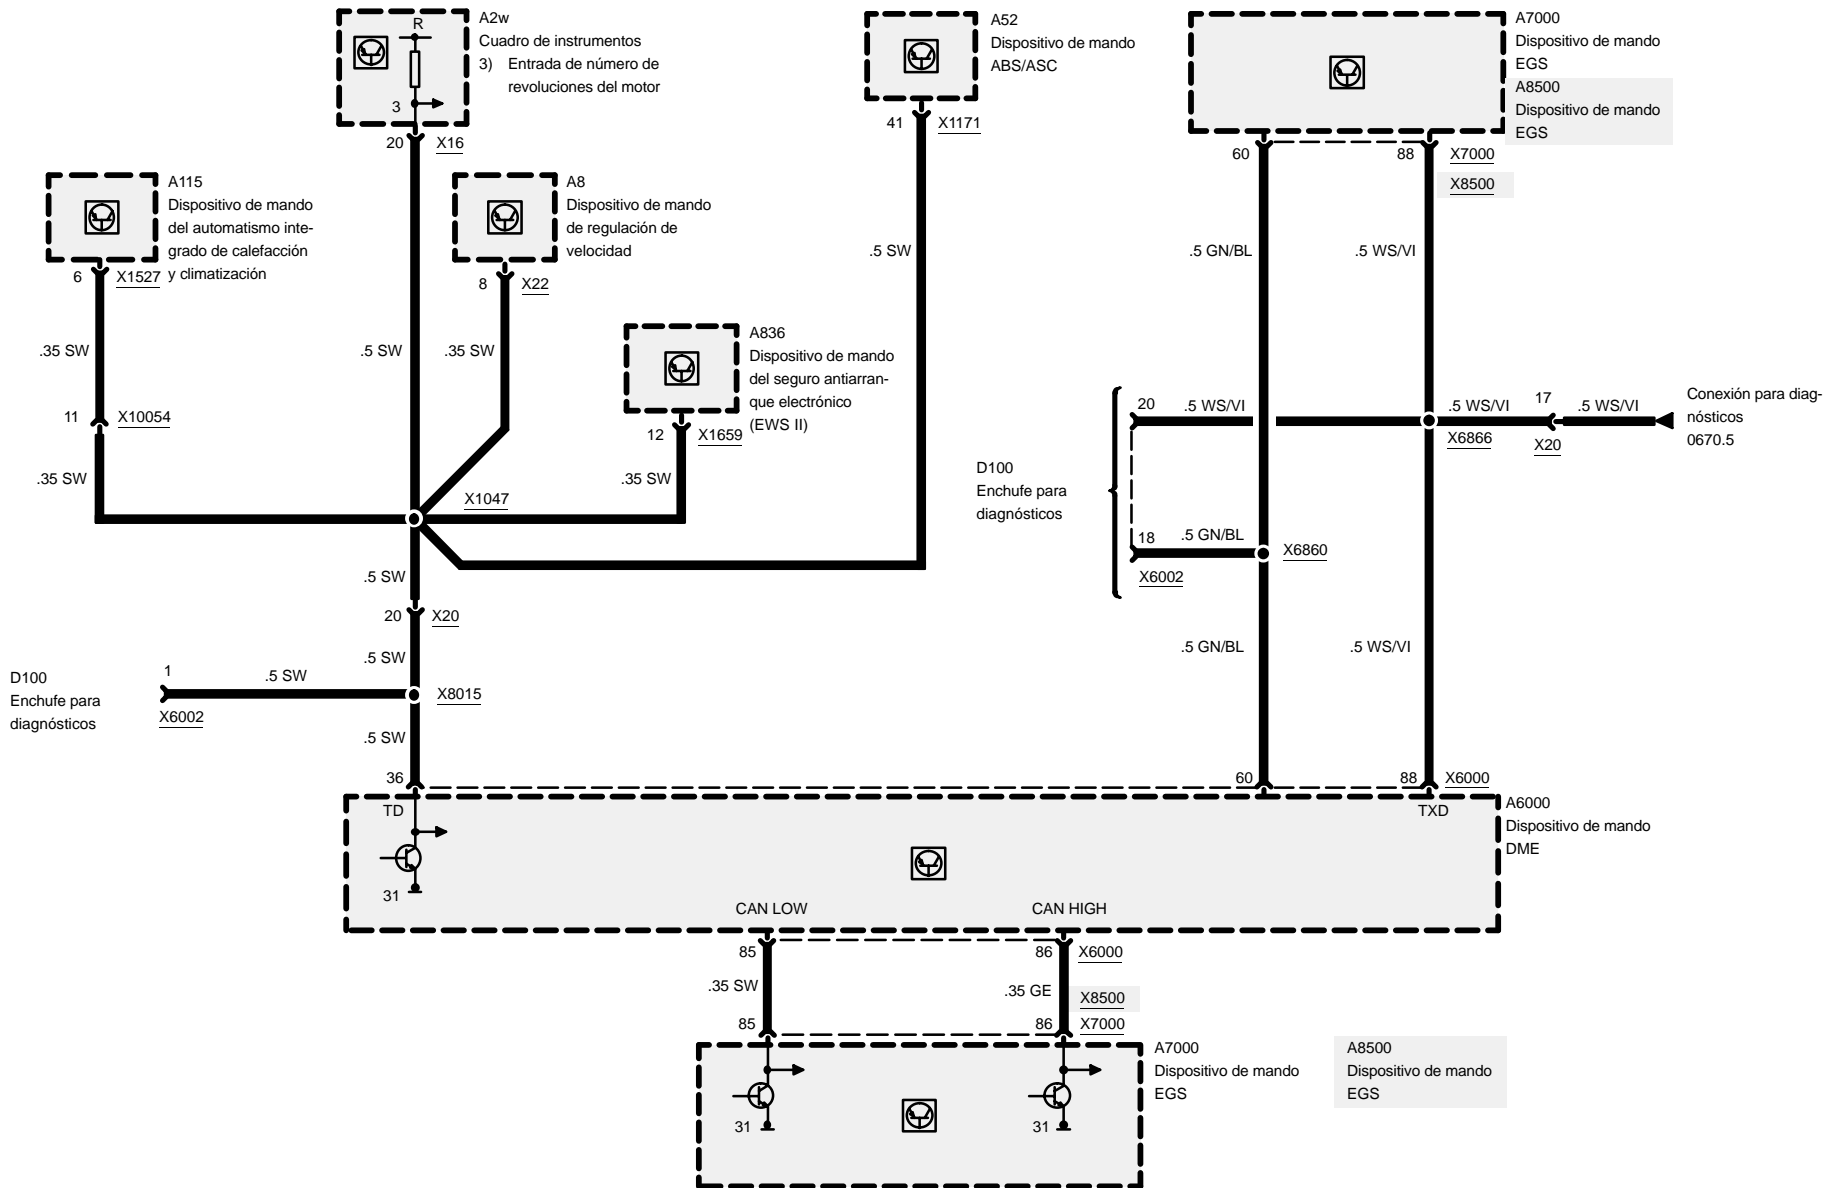 R
3
A2w
Cuadro de instrumentos
3) Entrada de número de
revoluciones del motor
20
X16
A52
Dispositivo de mando
ABS/ASC
41
X1171
A7000
Dispositivo de mando
EGS
A8500
Dispositivo de mando
EGS
60
88
X7000
X8500
A115
Dispositivo de mando
del automatismo inte-
grado de calefacción
y climatización
6
X1527
A8
Dispositivo de mando
de regulación de
velocidad
8
X22
.5 SW
.5 GN/BL
.5 WS/VI
.35 SW
.5 SW
.35 SW
A836
Dispositivo de mando
del seguro antiarran-
que electrónico
(EWS II)
12
X1659
11
X10054
.35 SW
.35 SW
X1047
20
.5 WS/VI
.5 WS/VI
17
.5 WS/VI
X6866
X20
Conexión para diag-
nósticos
0670.5
D100
Enchufe para
diagnósticos
18
.5 GN/BL
X6002
X6860
.5 SW
20
X20
.5 SW
.5 GN/BL
.5 WS/VI
D100
Enchufe para
diagnósticos
1
.5 SW
X6002
X8015
.5 SW
36
60
88
X6000
TD
TXD
31
A6000
Dispositivo de mando
DME
CAN LOW
CAN HIGH
85
86
X6000
.35 SW
.35 GE
X8500
85
86
X7000
31
31
A7000
Dispositivo de mando
EGS
A8500
Dispositivo de mando
EGS